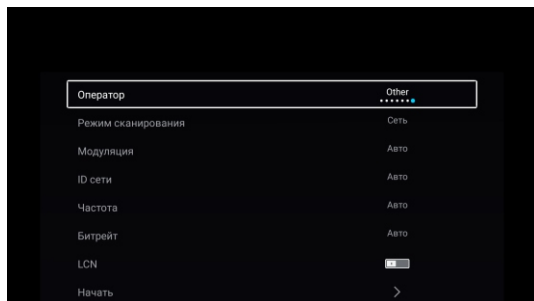 Оператор Other
Режим сканирования Сеть
Модуляция Авто
ID сети Авто
Частота Авто
Битрейт Авто
LCN
Начать